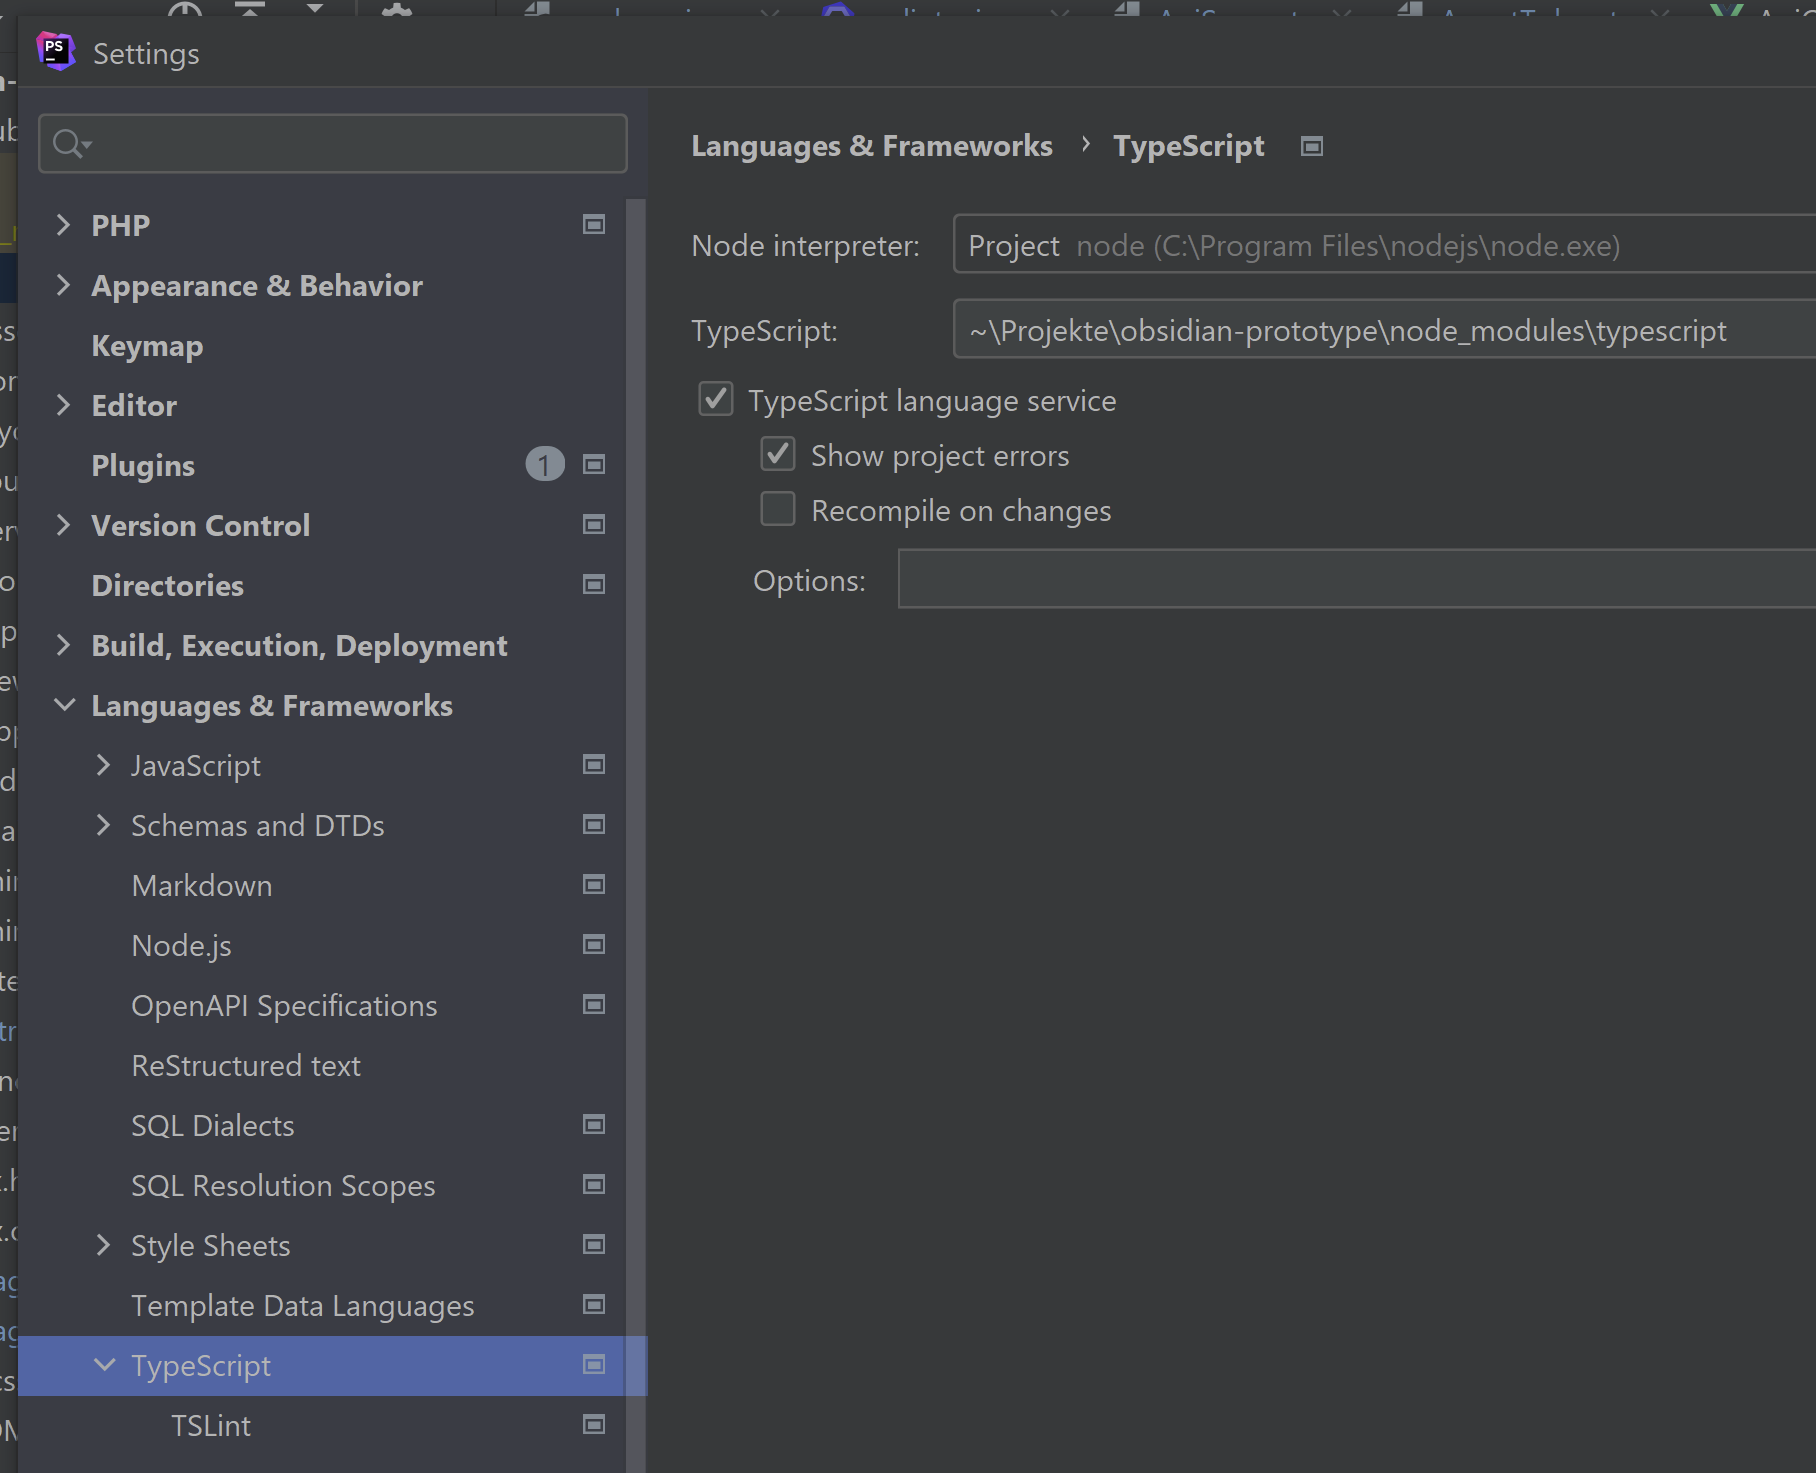 PS
Settings
PHP
Appearance & Behavior
Keymap
Editor
Plugins 1
Version Control
Directories
Build, Execution, Deployment
Languages & Frameworks
JavaScript
Schemas and DTDs
Markdown
Node.js
OpenAPI Specifications
ReStructured text
SQL Dialects
SQL Resolution Scopes
Style Sheets
Template Data Languages
TypeScript
TSLint
Languages & Frameworks › TypeScript
Node interpreter: Project node (C:\Program Files\nodejs\node.exe)
TypeScript: ~\Projekte\obsidian-prototype\node_modules\typescript
TypeScript language service
Show project errors
Recompile on changes
Options: